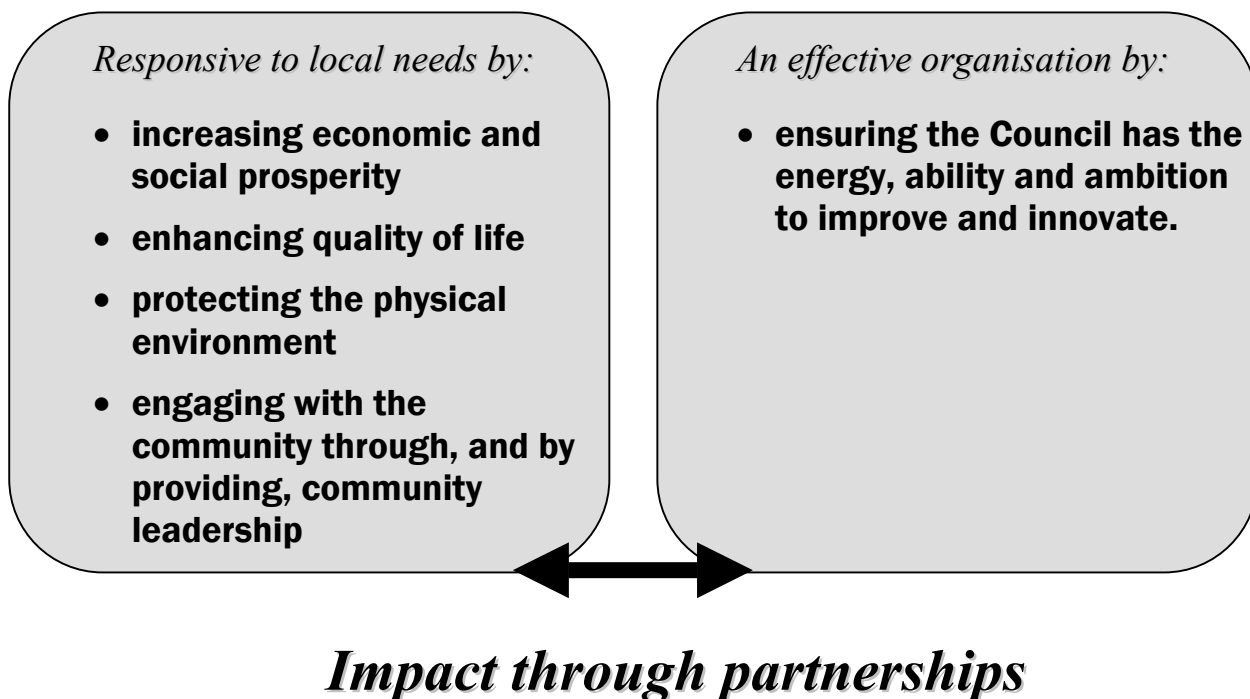 Responsive to local needs by:
• increasing economic and
social prosperity
• enhancing quality of life
• protecting the physical
environment
• engaging with the
community through, and by
providing, community
leadership
An effective organisation by:
• ensuring the Council has the
energy, ability and ambition
to improve and innovate.
Impact through partnerships